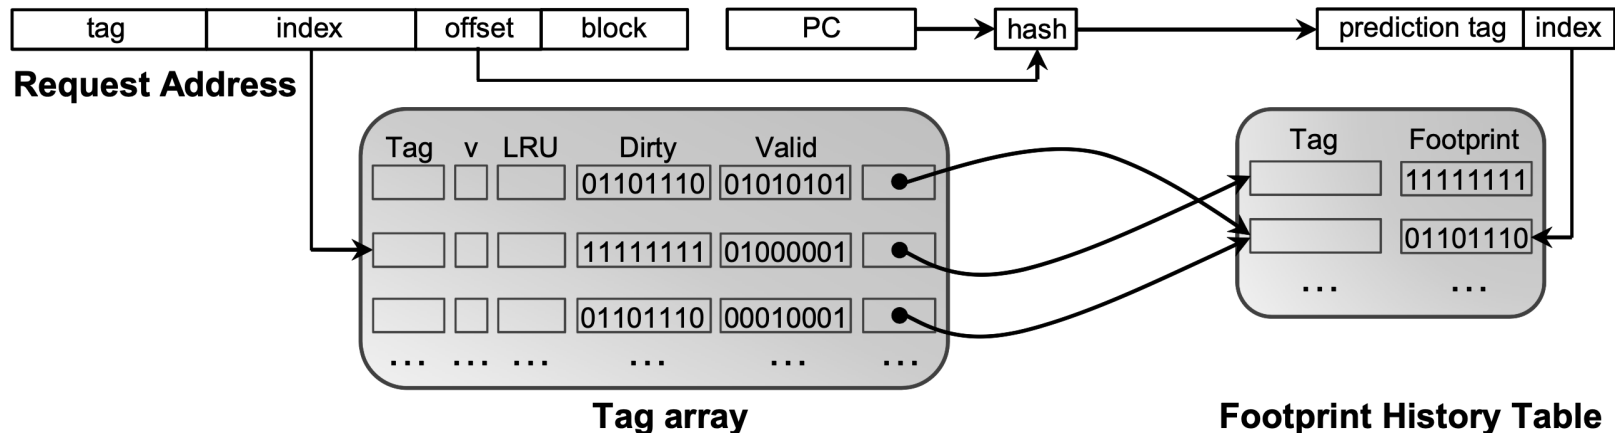 tag index offset block PC hash prediction tag index
Request Address
Tag v LRU Dirty Valid
01101110 01010101
11111111 01000001
01101110 00010001
... ... ... ... ... ...
Tag array
Tag Footprint
11111111
01101110
... ...
Footprint History Table